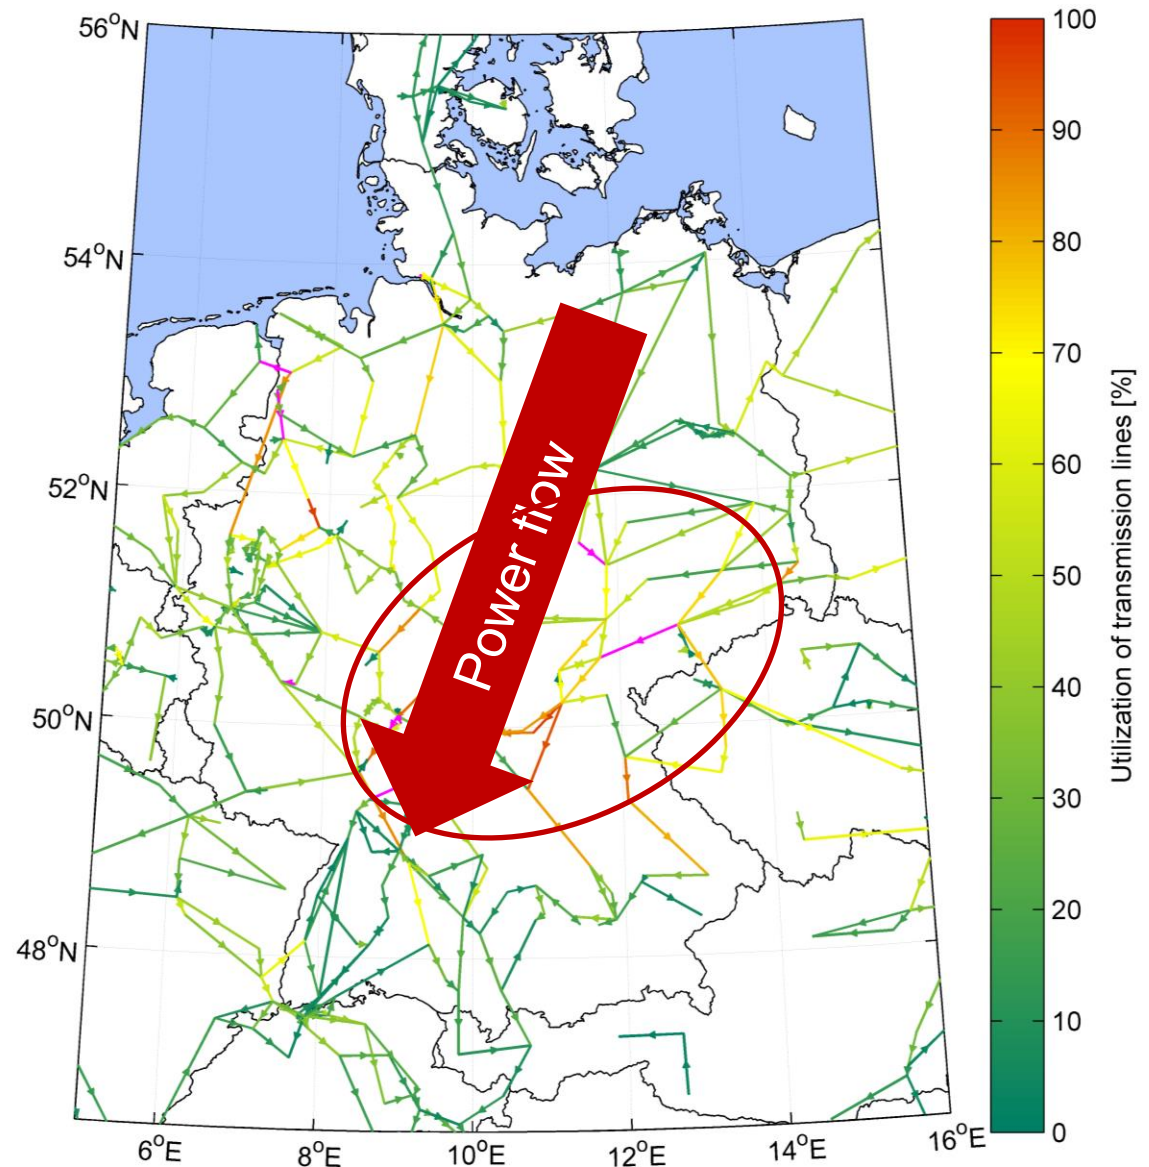 56°N
54°N
52°N
50°N
48°N
6°E
8°E
10°E
12°E
14°E
16°E
Power flow
100
90
80
70
60
50
40
30
20
10
0
Utilization of transmission lines [%]